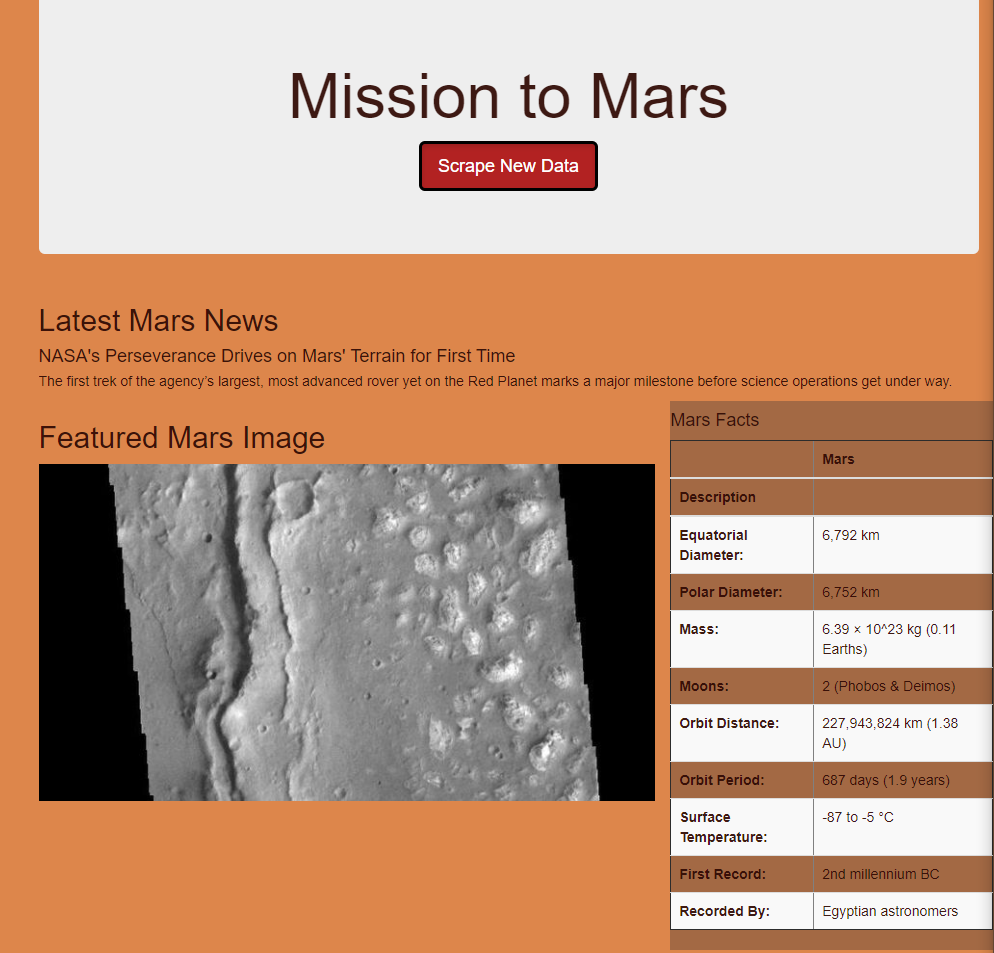 Mission to Mars
Scrape New Data
Latest Mars News
NASA's Perseverance Drives on Mars' Terrain for First Time
The first trek of the agency’s largest, most advanced rover yet on the Red Planet marks a major milestone before science operations get under way.
Featured Mars Image
Mars Facts
Mars
Description
Equatorial
Diameter:
6,792 km
Polar Diameter:
6,752 km
Mass:
6.39 × 10^23 kg (0.11
Earths)
Moons:
2 (Phobos & Deimos)
Orbit Distance:
227,943,824 km (1.38
AU)
Orbit Period:
687 days (1.9 years)
Surface
Temperature:
-87 to -5 °C
First Record:
2nd millennium BC
Recorded By:
Egyptian astronomers